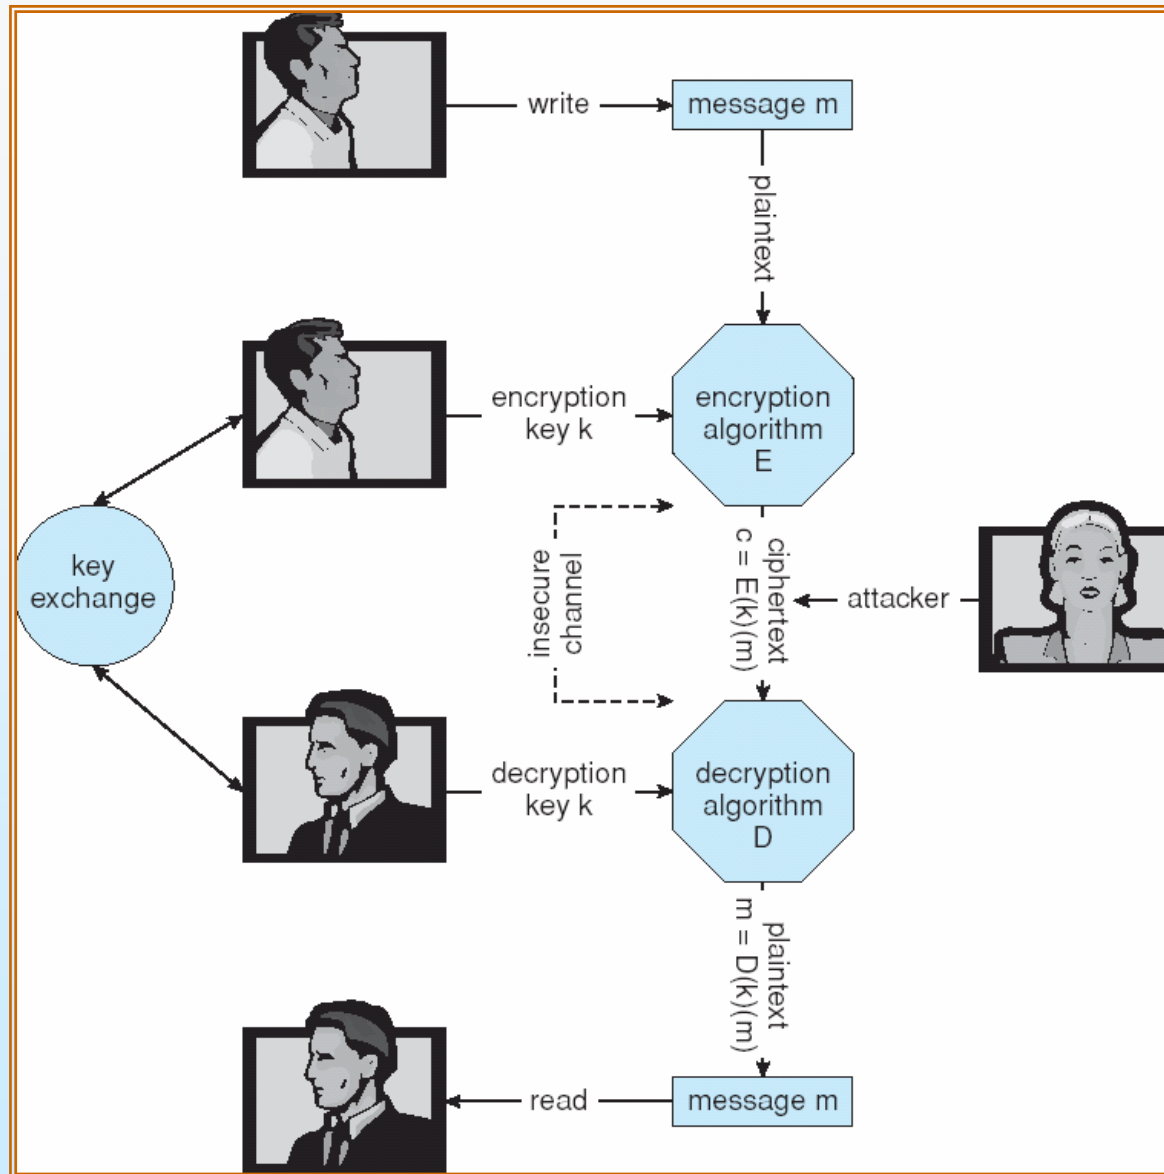 write
message m
plaintext
encryption
key k
encryption
algorithm
E
key
exchange
insecure
channel
ciphertext
c = E(k)(m)
attacker
decryption
key k
decryption
algorithm
D
plaintext
m = D(k)(m)
read
message m